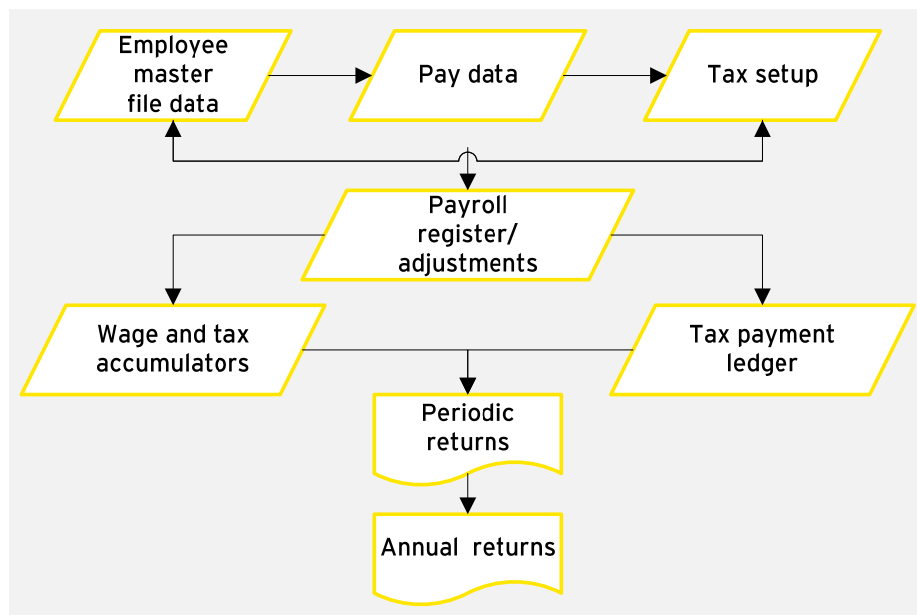 Employee
master
file data
Pay data
Tax setup
Payroll
register/
adjustments
Wage and tax
accumulators
Tax payment
ledger
Periodic
returns
Annual returns